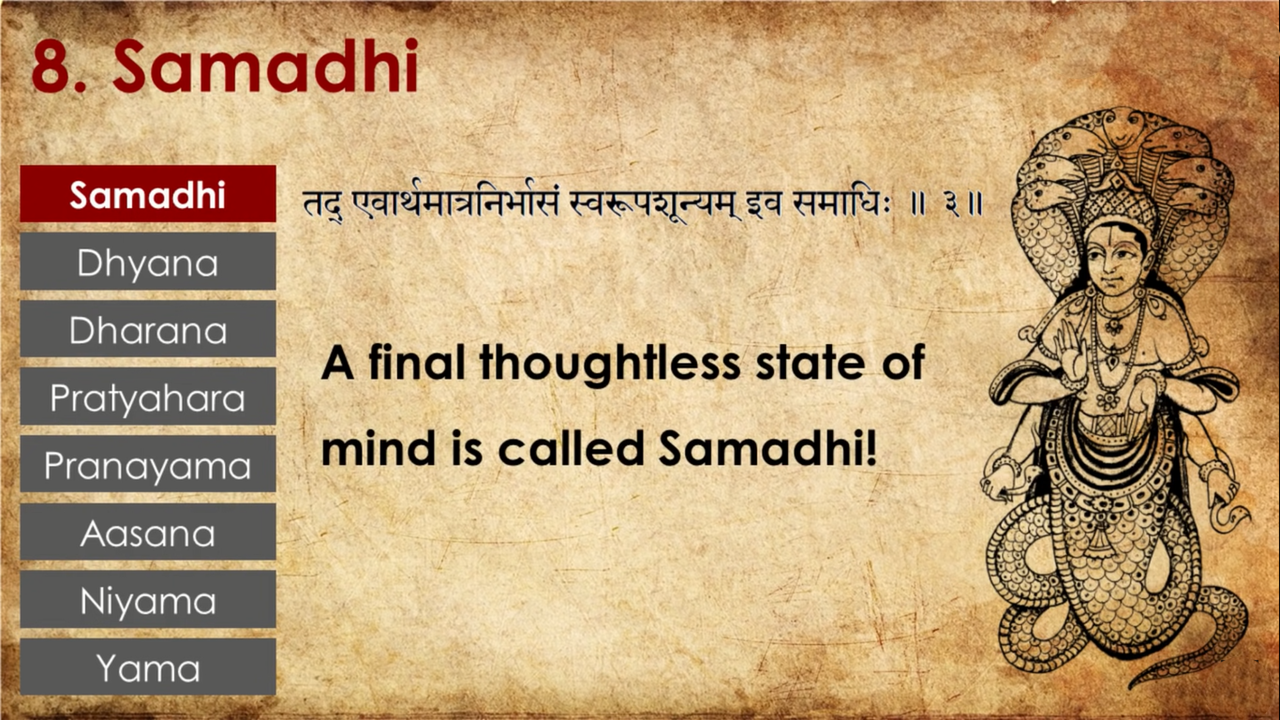 8. Samadhi
Samadhi
Dhyana
Dharana
Pratyahara
Pranayama
Aasana
Niyama
Yama
तद् एवार्थमात्रनिर्भासं स्वरूपशून्यम् इव समाधिः ॥ ३॥
A final thoughtless state of
mind is called Samadhi!